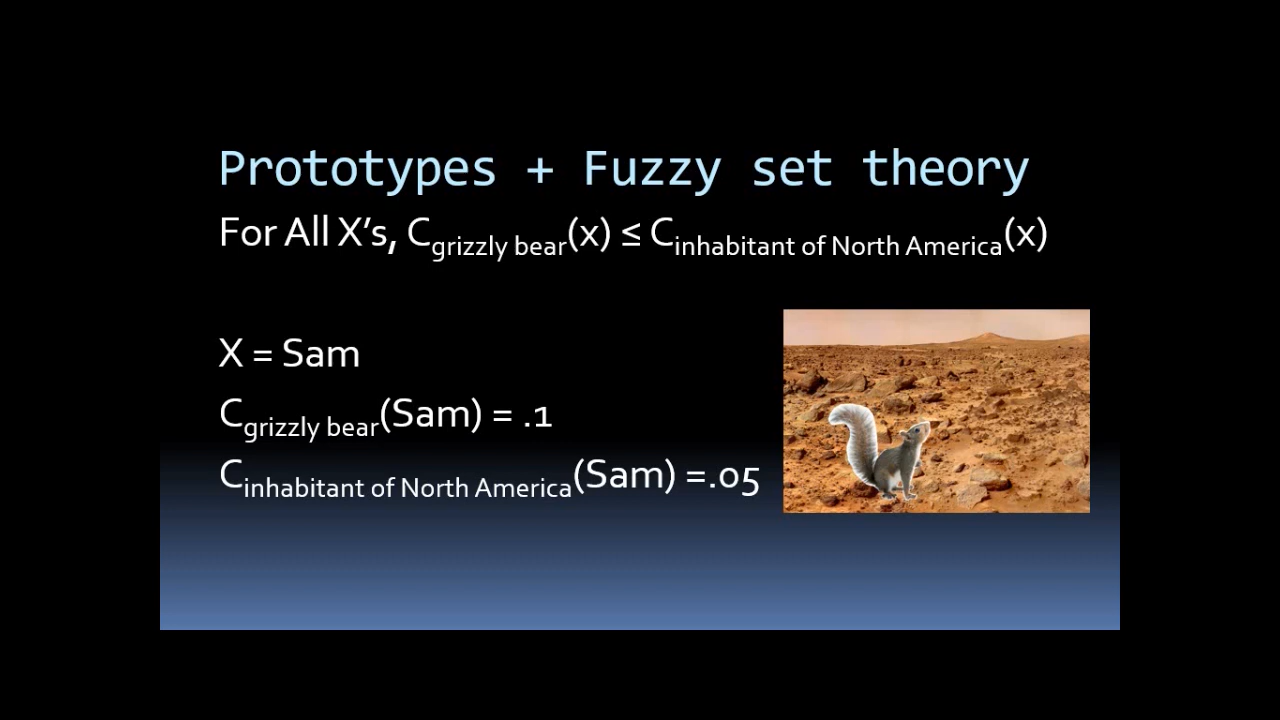 Prototypes + Fuzzy set theory
For All X’s, Cgrizzly bear(x) ≤ Cinhabitant of North America(x)
X = Sam
Cgrizzly bear(Sam) = .1
Cinhabitant of North America(Sam) =.05